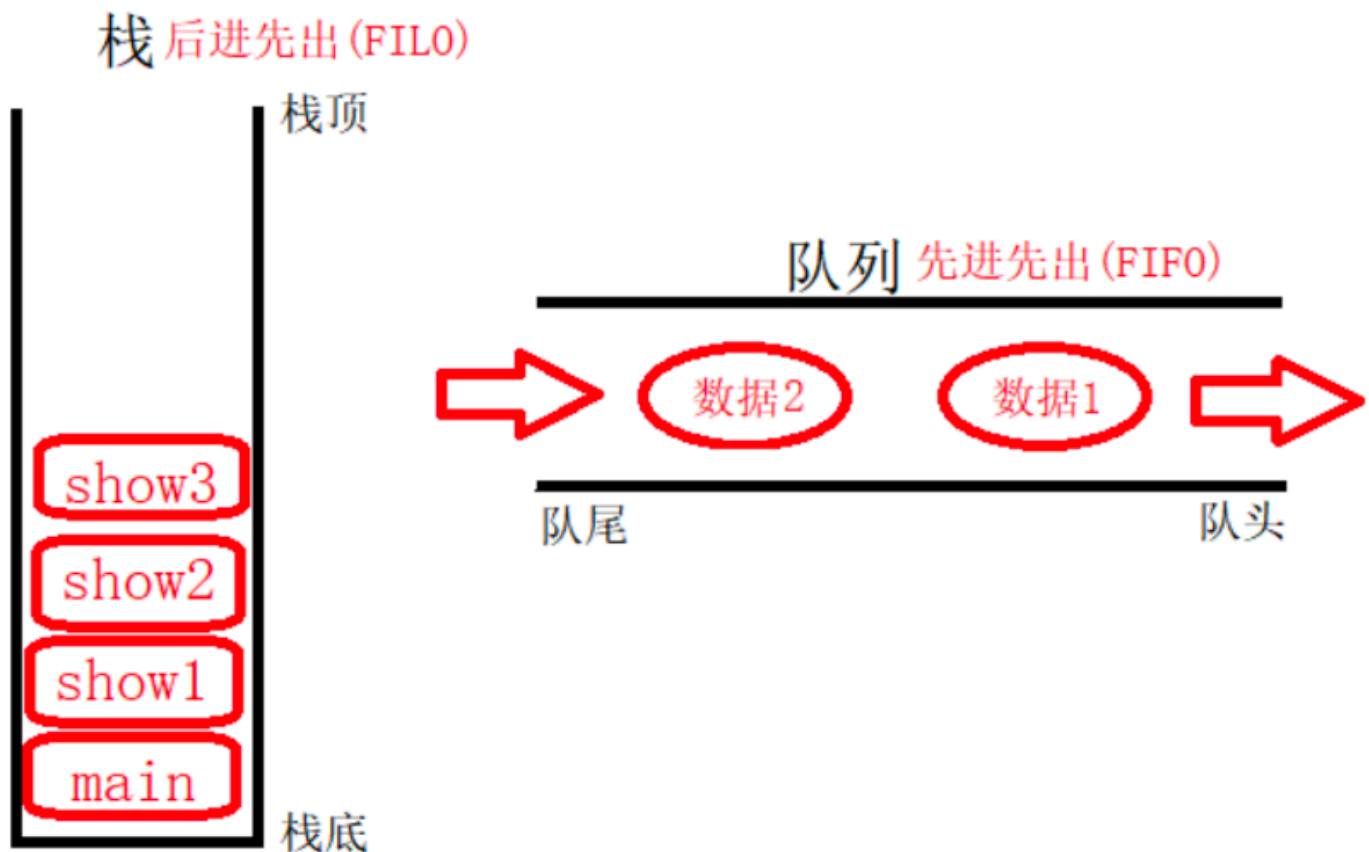 栈 后进先出(FILO)
栈顶
show3
show2
show1
main
栈底
队列 先进先出(FIFO)
数据2 数据1
队尾 队头